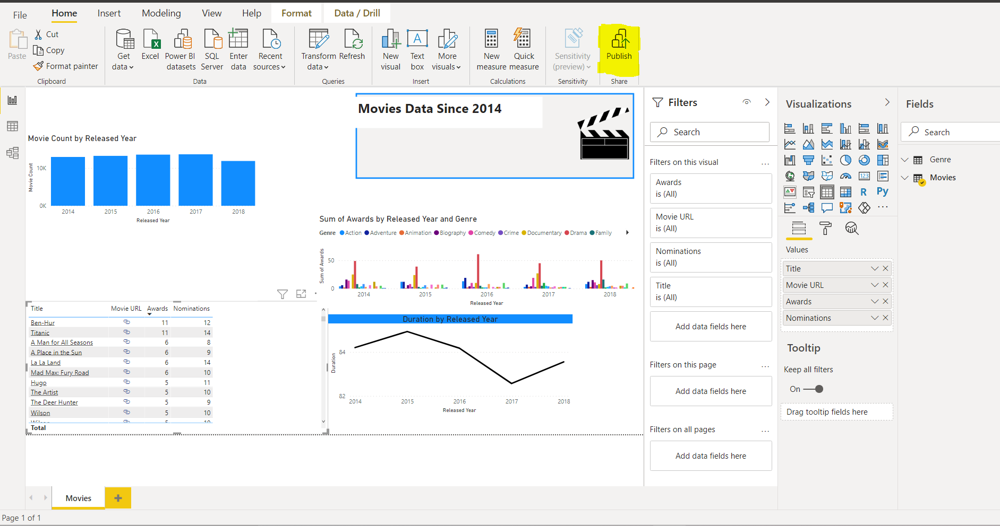 File
Home
Insert
Modeling
View
Help
Format
Data / Drill
Paste
Cut
Copy
Format painter
Clipboard
Get data
Excel
Power BI datasets
SQL Server
Enter data
Recent sources
Data
Transform data
Refresh
Queries
New visual
Text box
More visuals
Insert
New measure
Quick measure
Calculations
Sensitivity (preview)
Sensitivity
Publish
Share
Movies Data Since 2014
Movie Count by Released Year
Movie Count
10K
0K
2014 2015 2016 2017 2018
Released Year
Sum of Awards by Released Year and Genre
Genre Action Adventure Animation Biography Comedy Crime Documentary Drama Family
Sum of Awards
50
0
2014 2015 2016 2017 2018
Released Year
Title Movie URL Awards Nominations
Ben-Hur 11 12
Titanic 11 14
A Man for All Seasons 6 8
A Place in the Sun 6 9
La La Land 6 14
Mad Max: Fury Road 6 10
Hugo 5 11
The Artist 5 10
The Deer Hunter 5 9
Wilson 5 10
Wilson 5 10
Total
Duration by Released Year
Duration
84
82
2014 2015 2016 2017 2018
Released Year
Filters
Search
Filters on this visual ...
Awards
is (All)
Movie URL
is (All)
Nominations
is (All)
Title
is (All)
Add data fields here
Filters on this page ...
Add data fields here
Filters on all pages ...
Add data fields here
Visualizations
123
R
Py
...
Values
Title
Movie URL
Awards
Nominations
Tooltip
Keep all filters
On
Drag tooltip fields here
Fields
Search
Genre
Movies
Movies
Page 1 of 1